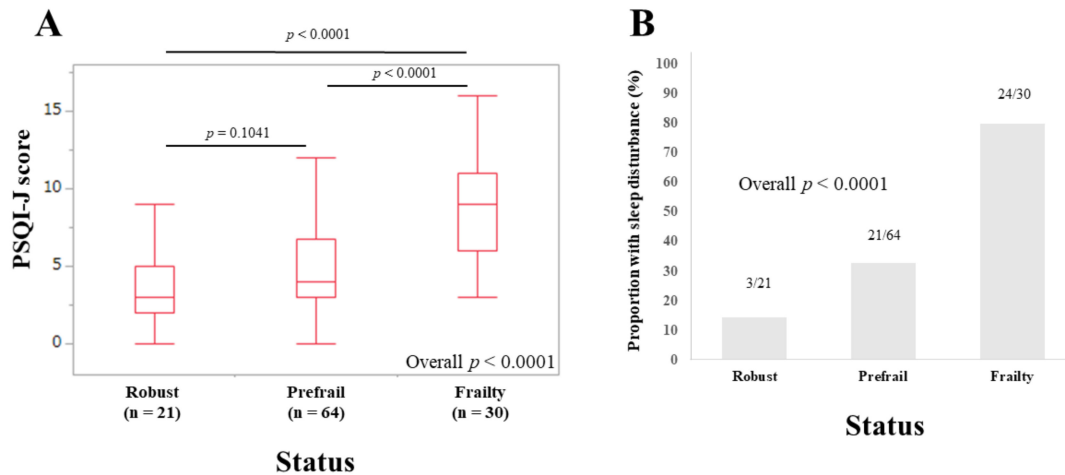 A
p < 0.0001
p < 0.0001
p = 0.1041
PSQI-J score
15
10
5
0
Overall p < 0.0001
Robust
(n = 21)
Prefrail
(n = 64)
Frailty
(n = 30)
Status
B
Proportion with sleep disturbance (%)
100
90
80
70
60
50
40
30
20
10
0
24/30
Overall p < 0.0001
21/64
3/21
Robust
Prefrail
Frailty
Status